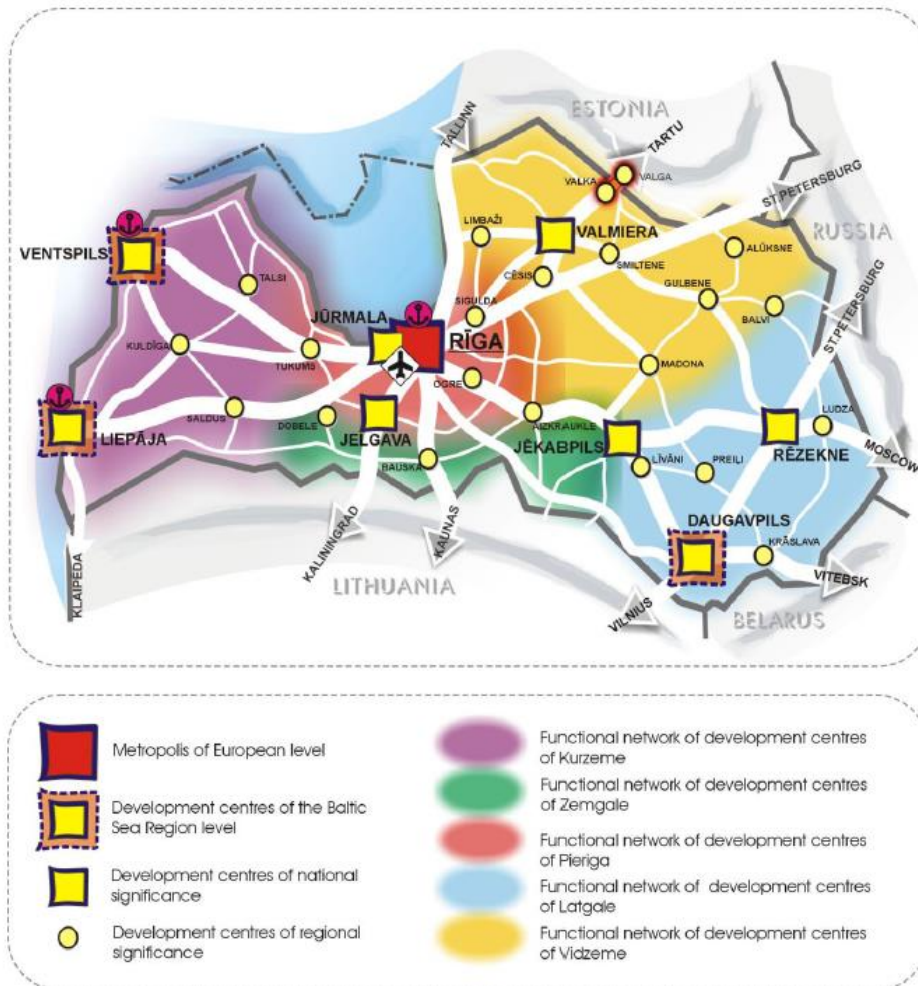 ESTONIA
TALLINN
TARTU
VALKA
VALGA
ST.PETERSBURG
RUSSIA
LIMBAŽI
VALMIERA
VENTSPILS
ALŪKSNE
SMILTENE
CĒSIS
TALSI
GULBENE
SIGULDA
BALVI
JŪRMALA
ST.PETERSBURG
RĪGA
KULDĪGA
TUKUMS
MADONA
OGRE
SALDUS
LUDZA
DOBELE
AIZKRAUKLE
LIEPĀJA
JELGAVA
JĒKABPILS
RĒZEKNE
MOSCOW
BAUSKA
LĪVĀNI
PREIĻI
DAUGAVPILS
KALININGRAD
KAUNAS
KRĀSLAVA
KLAIPEDA
LITHUANIA
VITEBSK
VILNIUS
BELARUS
Metropolis of European level
Development centres of the Baltic
Sea Region level
Development centres of national
significance
Development centres of regional
significance
Functional network of development centres
of Kurzeme
Functional network of development centres
of Zemgale
Functional network of development centres
of Pieriga
Functional network of development centres
of Latgale
Functional network of development centres
of Vidzeme